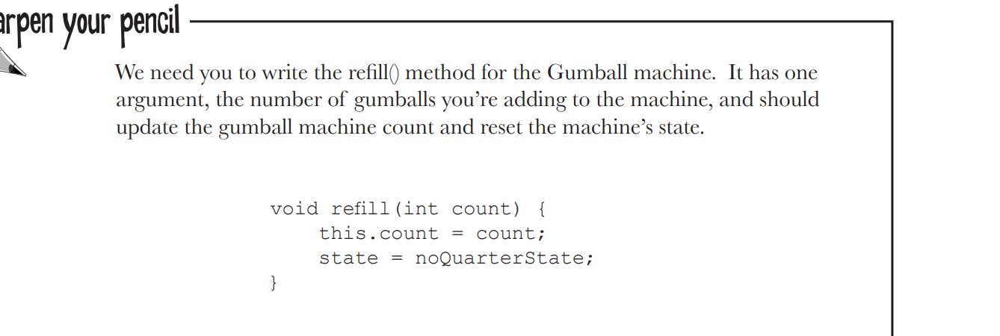 arpen your pencil
We need you to write the refill() method for the Gumball machine. It has one
argument, the number of gumballs you’re adding to the machine, and should
update the gumball machine count and reset the machine’s state.
void refill(int count) {
this.count = count;
state = noQuarterState;
}